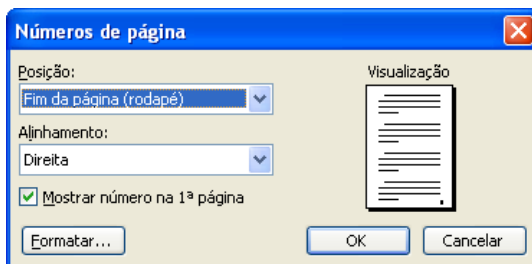 Números de página
Posição:
Fim da página (rodapé)
Alinhamento:
Direita
Mostrar número na 1ª página
Visualização
Formatar...
OK
Cancelar